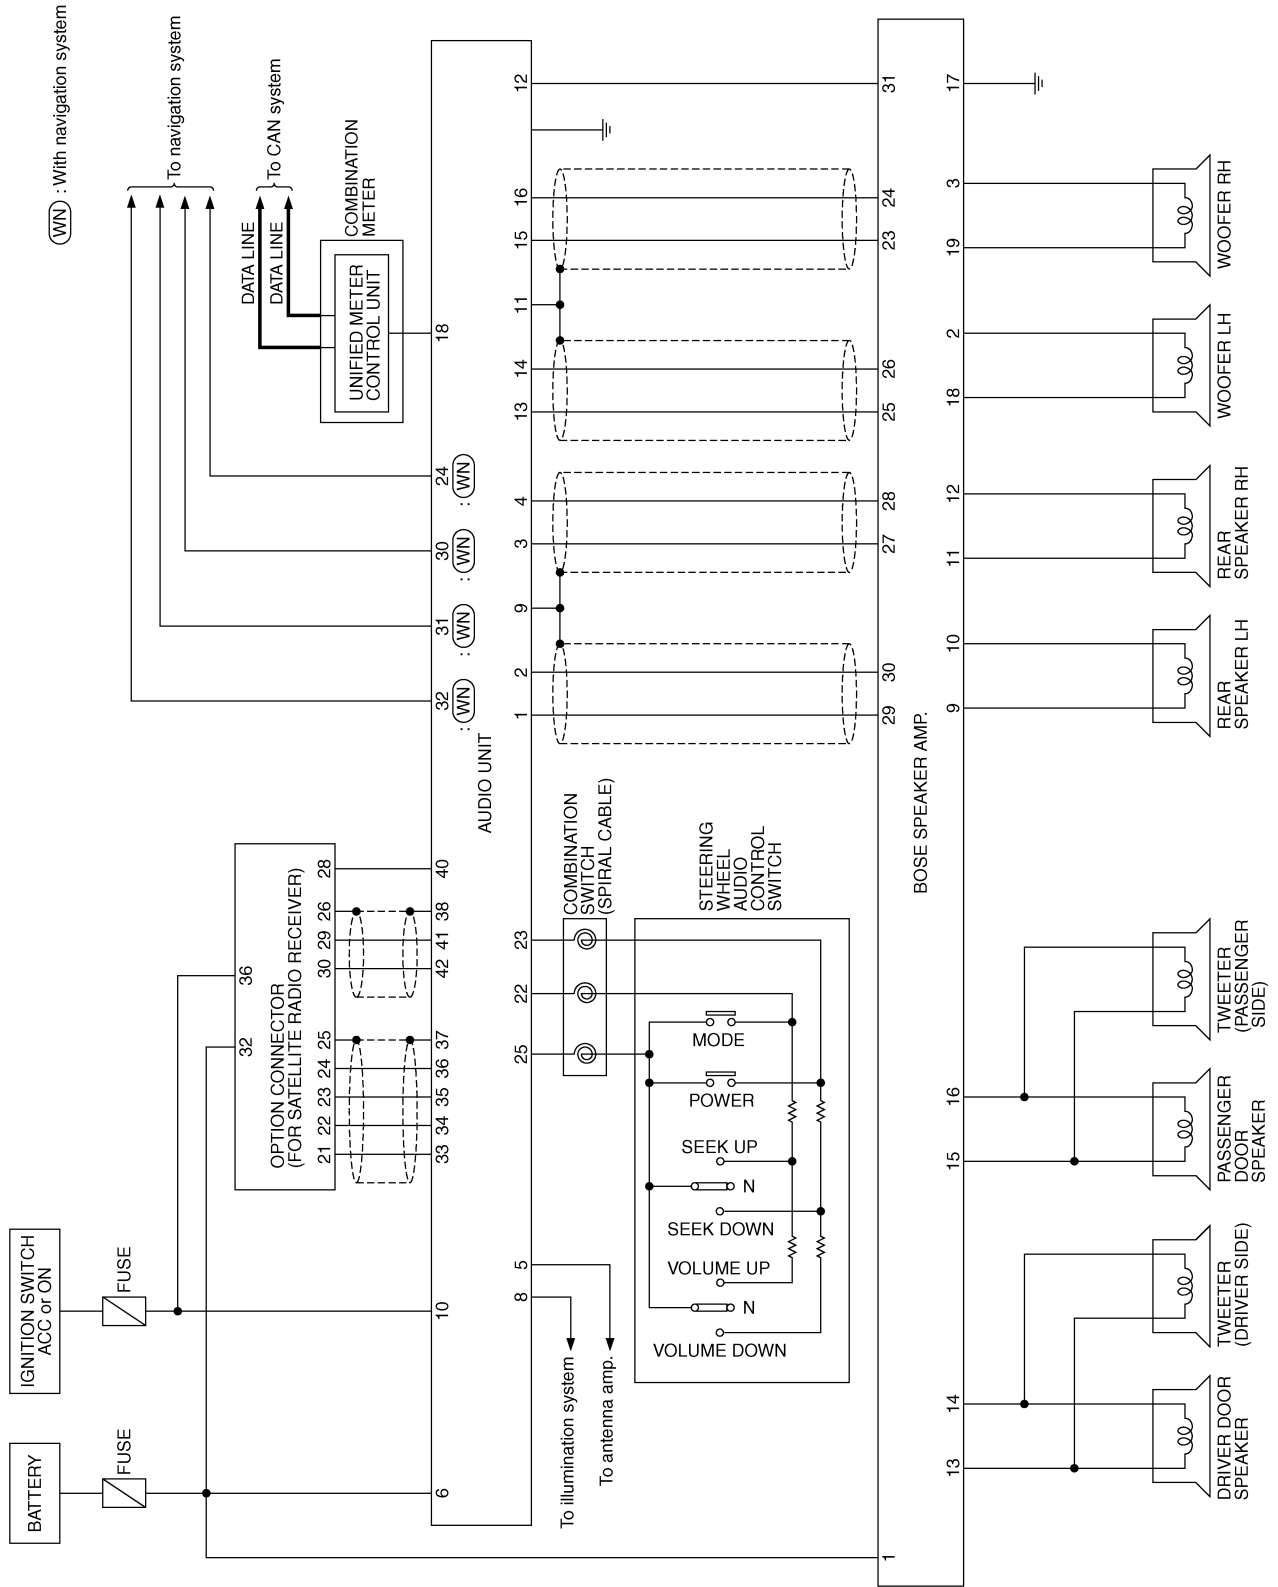 BATTERY
FUSE
IGNITION SWITCH
ACC or ON
FUSE
OPTION CONNECTOR
(FOR SATELLITE RADIO RECEIVER)
32
36
21
22
23
24
25
30
29
26
28
WN : With navigation system
To navigation system
To CAN system
DATA LINE
DATA LINE
COMBINATION
METER
UNIFIED METER
CONTROL UNIT
6
10
33
34
35
36
37
42
41
38
40
32
: WN
31
: WN
30
: WN
24
: WN
18
AUDIO UNIT
8
5
25
22
23
1
2
9
3
4
13
14
11
15
16
12
To illumination system
To antenna amp.
COMBINATION
SWITCH
(SPIRAL CABLE)
STEERING
WHEEL
AUDIO
CONTROL
SWITCH
MODE
POWER
SEEK UP
N
SEEK DOWN
VOLUME UP
N
VOLUME DOWN
1
29
30
27
28
25
26
23
24
31
BOSE SPEAKER AMP.
13
14
15
16
9
10
11
12
18
2
19
3
17
DRIVER DOOR
SPEAKER
TWEETER
(DRIVER SIDE)
PASSENGER
DOOR
SPEAKER
TWEETER
(PASSENGER
SIDE)
REAR
SPEAKER LH
REAR
SPEAKER RH
WOOFER LH
WOOFER RH